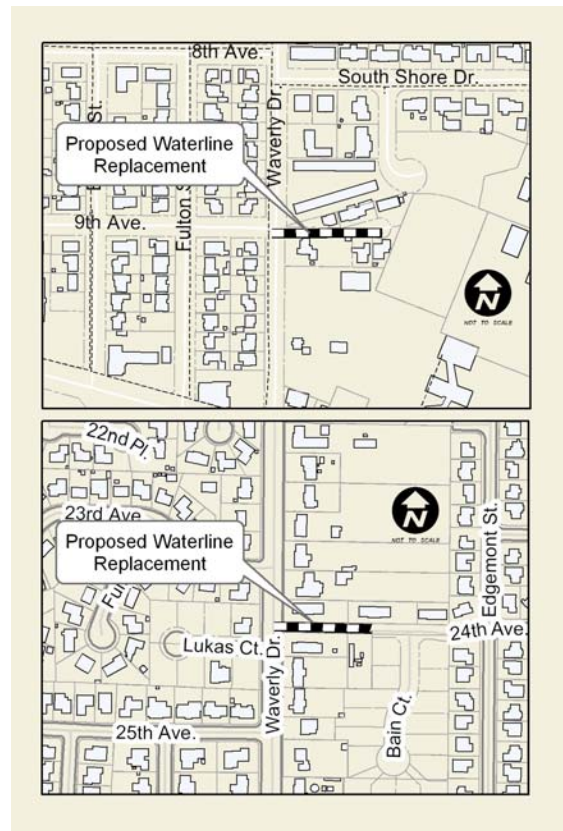 8th Ave.
South Shore Dr.
Waverly Dr.
St.
Proposed Waterline
Replacement
9th Ave.
Fulton S
N
NOT TO SCALE
22nd Pl.
23rd Ave
N
NOT TO SCALE
Proposed Waterline
Replacement
Edgemont St.
Ful
24th Ave.
Lukas Ct.
Waverly Dr.
Bain Ct.
25th Ave.